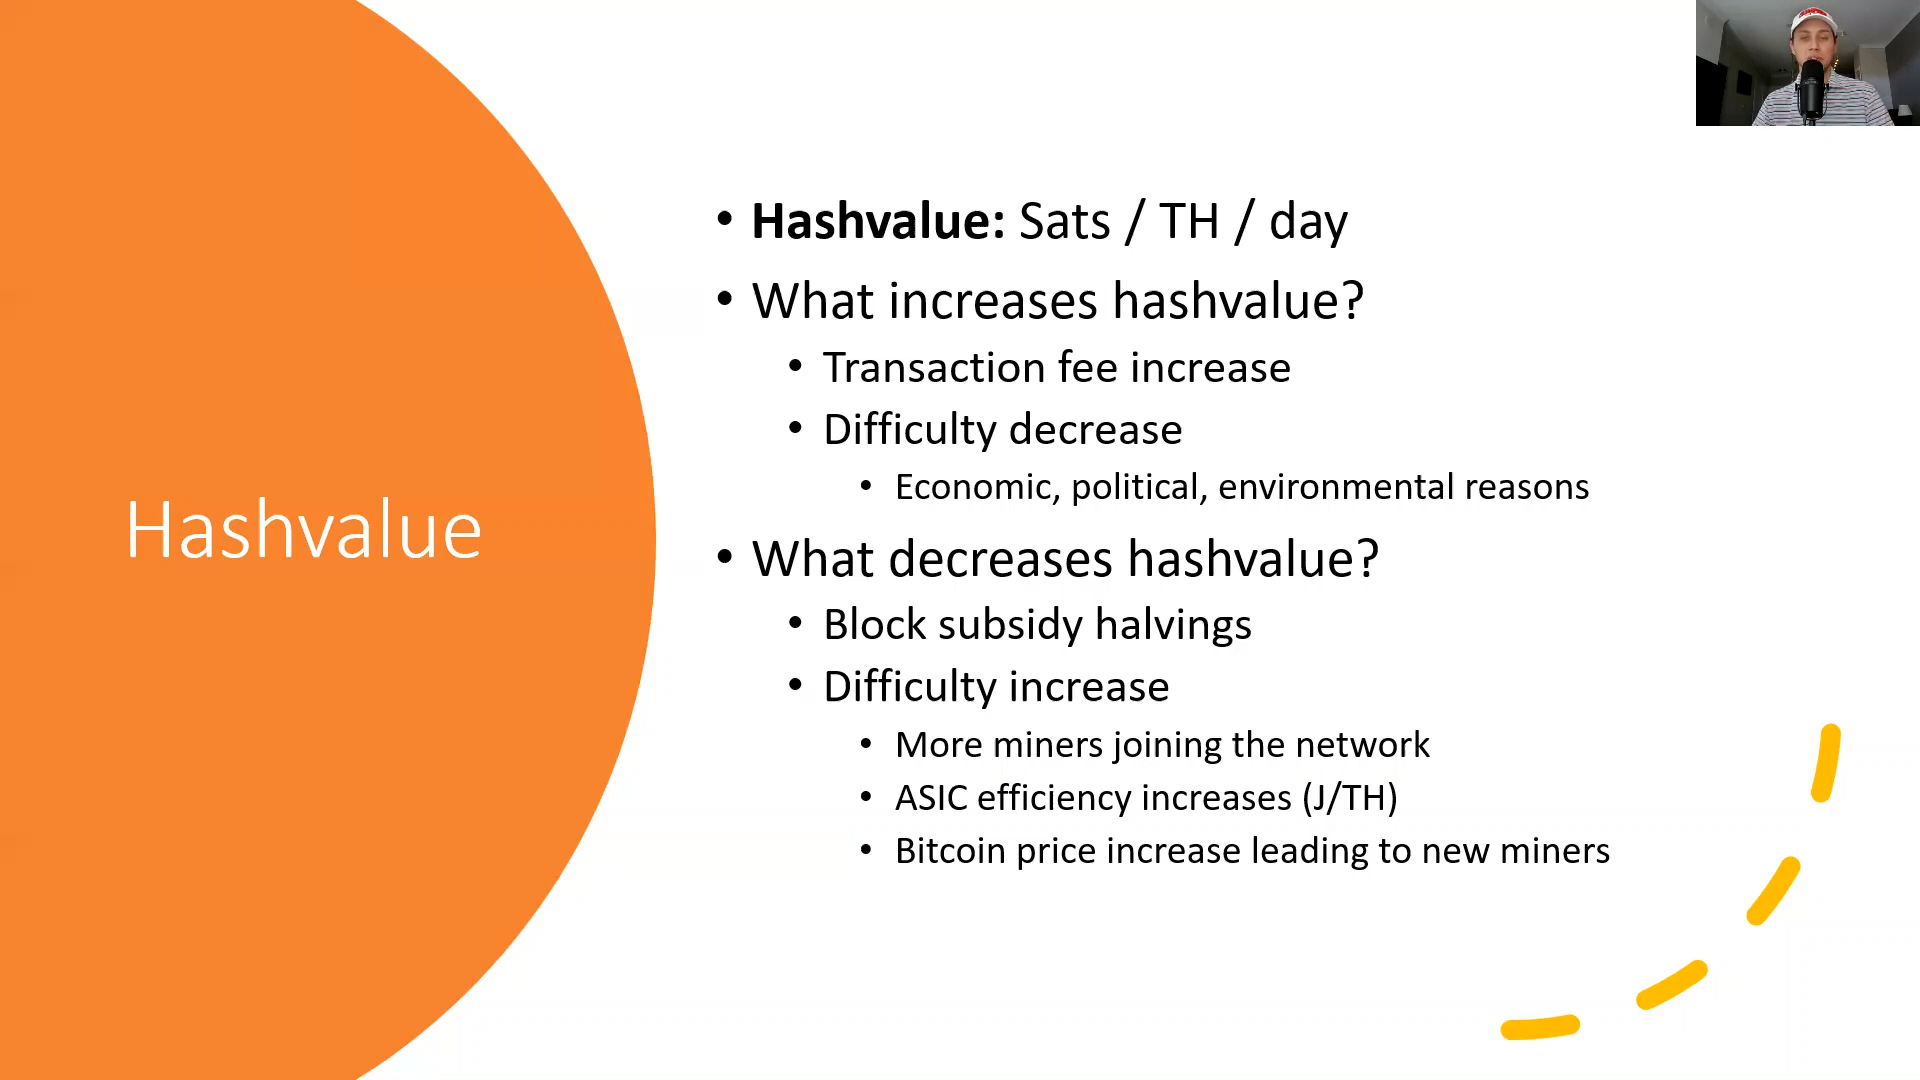 Hashvalue
• Hashvalue: Sats / TH / day
• What increases hashvalue?
• Transaction fee increase
• Difficulty decrease
• Economic, political, environmental reasons
• What decreases hashvalue?
• Block subsidy halvings
• Difficulty increase
• More miners joining the network
• ASIC efficiency increases (J/TH)
• Bitcoin price increase leading to new miners